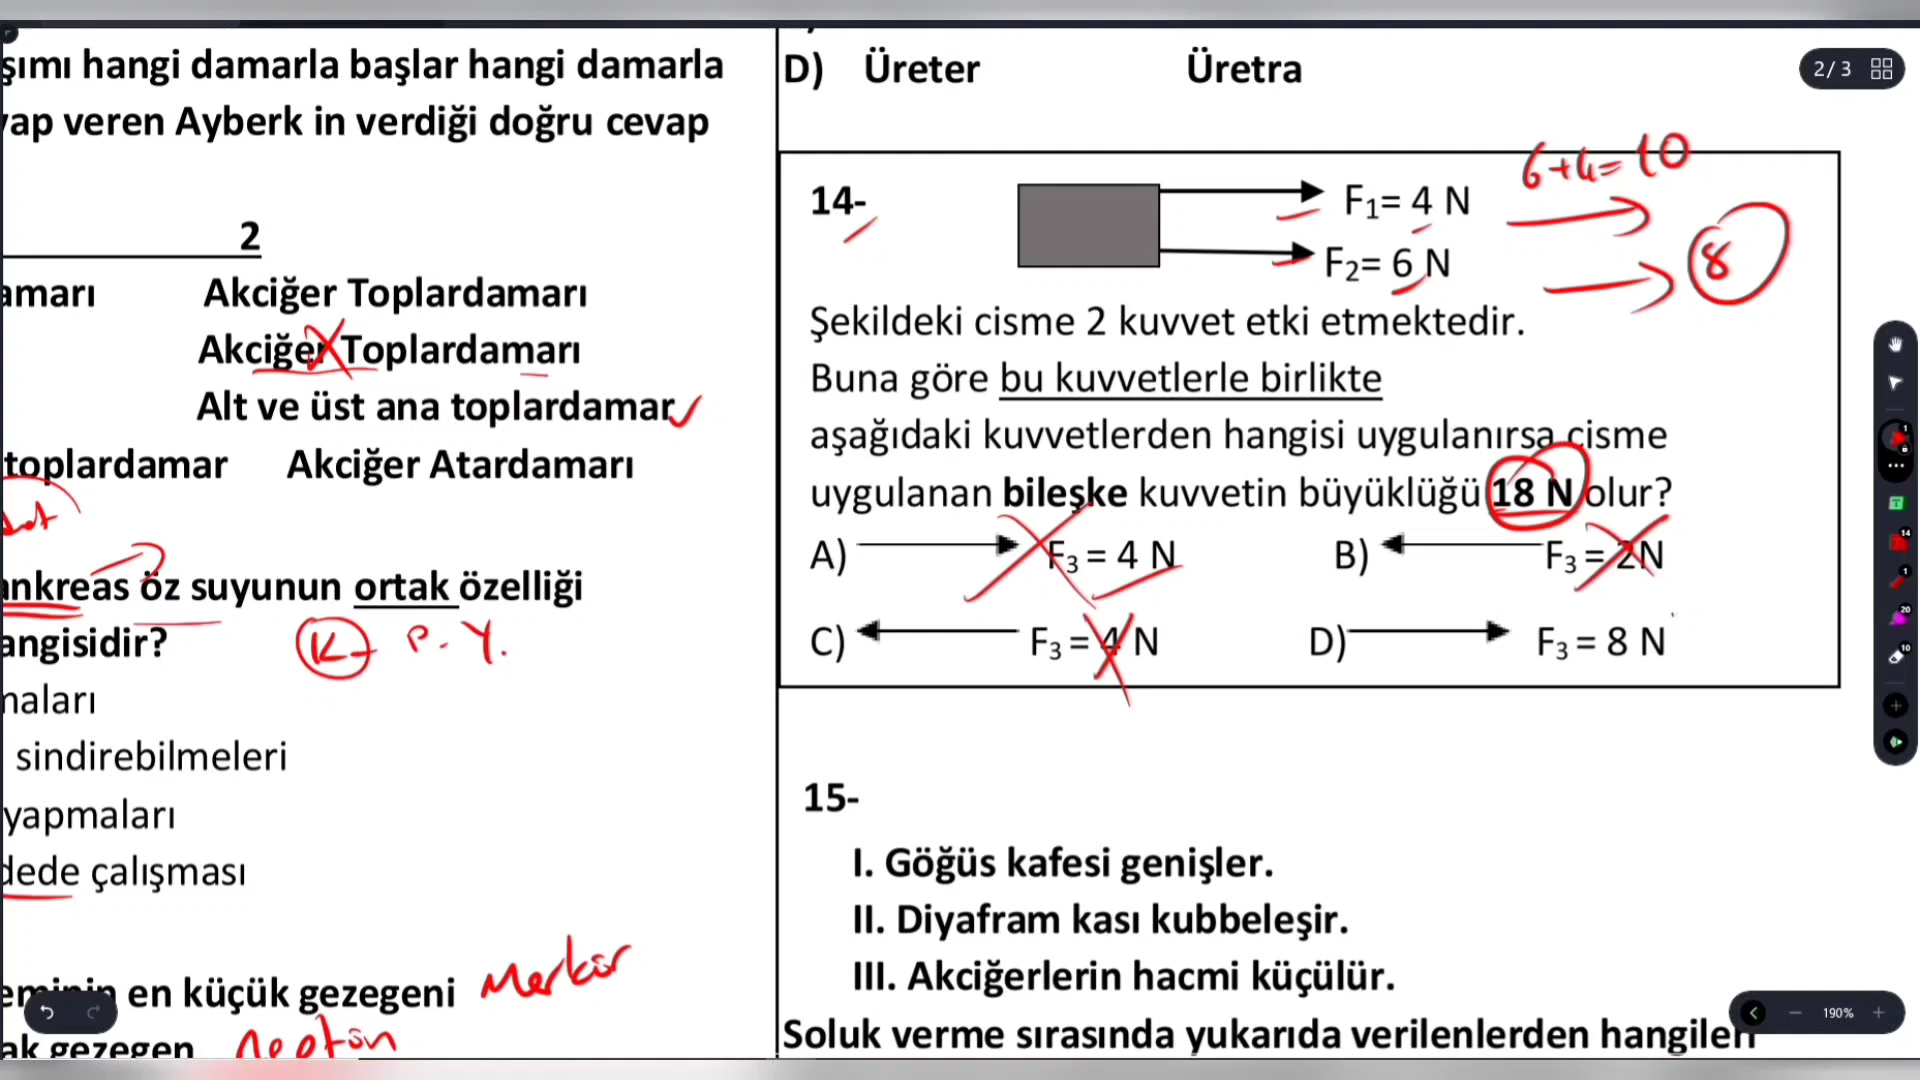 şımı hangi damarla başlar hangi damarla
ap veren Ayberk in verdiği doğru cevap
2
amarı Akciğer Toplardamarı
Akciğer Toplardamarı
Alt ve üst ana toplardamar
toplardamar Akciğer Atardamarı
ankreas öz suyunun ortak özelliği
angisidir?
K P. Y.
maları
sindirebilmeleri
yapmaları
dede çalışması
eminin en küçük gezegeni Merkür
ak gezegen neptün
D) Üreter Üretra
6+4=10
14- F1= 4 N
F2= 6 N
8
Şekildeki cisme 2 kuvvet etki etmektedir.
Buna göre bu kuvvetlerle birlikte
aşağıdaki kuvvetlerden hangisi uygulanırsa cisme
uygulanan bileşke kuvvetin büyüklüğü 18 N olur?
A) F3 = 4 N B) F3 = 2N
C) F3 = 4 N D) F3 = 8 N
15-
I. Göğüs kafesi genişler.
II. Diyafram kası kubbeleşir.
III. Akciğerlerin hacmi küçülür.
Soluk verme sırasında yukarıda verilenlerden hangileri
2/3
190%